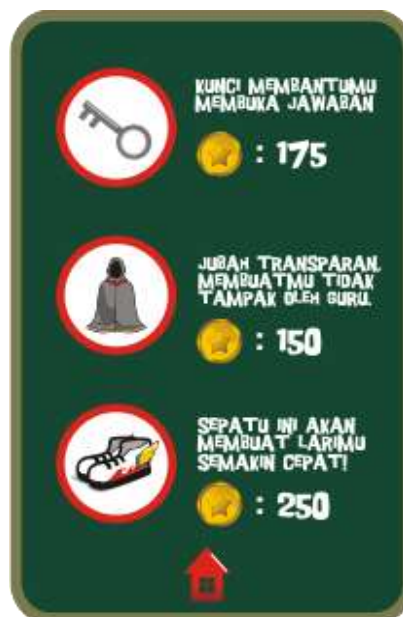 KUNCI MEMBANTUMU
MEMBUKA JAWABAN
: 175
JUBAH TRANSPARAN,
MEMBUATMU TIDAK
TAMPAK OLEH GURU.
: 150
SEPATU INI AKAN
MEMBUAT LARIMU
SEMAKIN CEPAT!
: 250